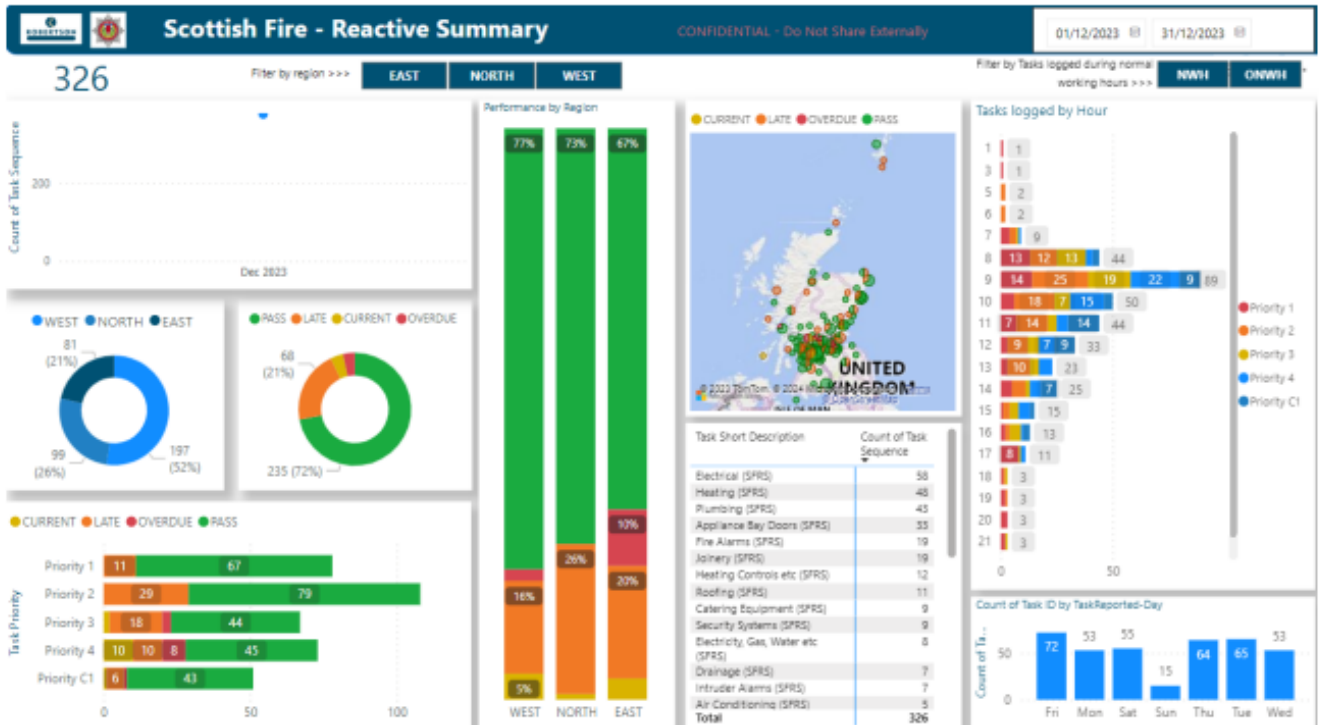 ROBERTSON
Scottish Fire - Reactive Summary
CONFIDENTIAL - Do Not Share Externally
01/12/2023 31/12/2023
326
Filter by region >>> EAST NORTH WEST
Filter by Tasks logged during normal
working hours >>> NWH ONWH
Count of Task Sequence
200
0
Dec 2023
WEST NORTH EAST
81
(21%)
99
(26%)
197
(52%)
PASS LATE CURRENT OVERDUE
68
(21%)
235 (72%)
CURRENT LATE OVERDUE PASS
Task Priority
Priority 1 11 67
Priority 2 29 79
Priority 3 18 44
Priority 4 10 10 8 45
Priority C1 6 43
0 50 100
Performance by Region
77% 73% 67%
10%
26%
20%
16%
5%
WEST NORTH EAST
CURRENT LATE OVERDUE PASS
UNITED
KINGDOM
ISLE OF MAN
Task Short Description Count of Task
Sequence
Electrical (SFRS) 58
Heating (SFRS) 48
Plumbing (SFRS) 43
Appliance Bay Doors (SFRS) 33
Fire Alarms (SFRS) 19
Joinery (SFRS) 19
Heating Controls etc (SFRS) 12
Roofing (SFRS) 11
Catering Equipment (SFRS) 9
Security Systems (SFRS) 9
Electricity, Gas, Water etc 8
(SFRS)
Drainage (SFRS) 7
Intruder Alarms (SFRS) 7
Air Conditioning (SFRS) 5
Total 326
Tasks logged by Hour
1 1
3 1
5 2
6 2
7 9
8 13 12 13 44
9 14 25 19 22 9 89
10 18 7 15 50
11 7 14 14 44
12 9 7 9 33
13 10 23
14 7 25
15 15
16 13
17 8 11
18 3
19 3
20 3
21 3
0 50
Priority 1
Priority 2
Priority 3
Priority 4
Priority C1
Count of Task ID by TaskReported-Day
Count of Ta...
50
0
72 53 55 15 64 65 53
Fri Mon Sat Sun Thu Tue Wed